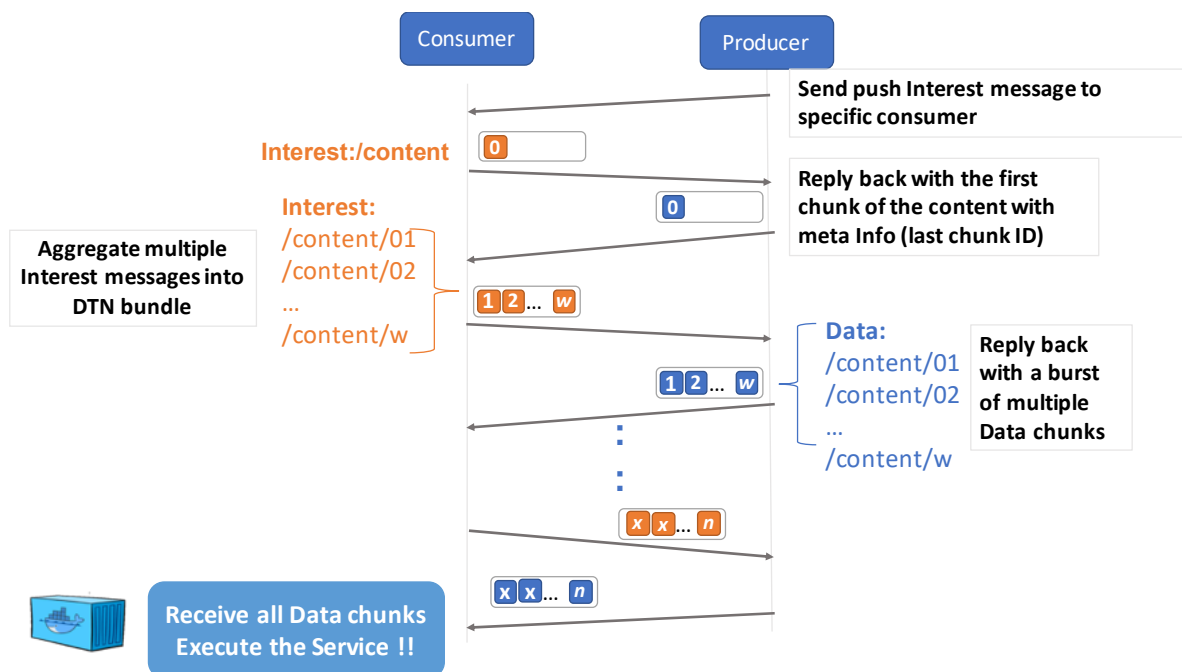 Consumer
Producer
Send push Interest message to
specific consumer
Interest:/content
0
Reply back with the first
chunk of the content with
meta Info (last chunk ID)
0
Interest:
/content/01
/content/02
...
/content/w
Aggregate multiple
Interest messages into
DTN bundle
1 2 ... w
Data:
/content/01
/content/02
...
/content/w
Reply back
with a burst
of multiple
Data chunks
1 2 ... w
:
:
x x ... n
x x ... n
Receive all Data chunks
Execute the Service !!